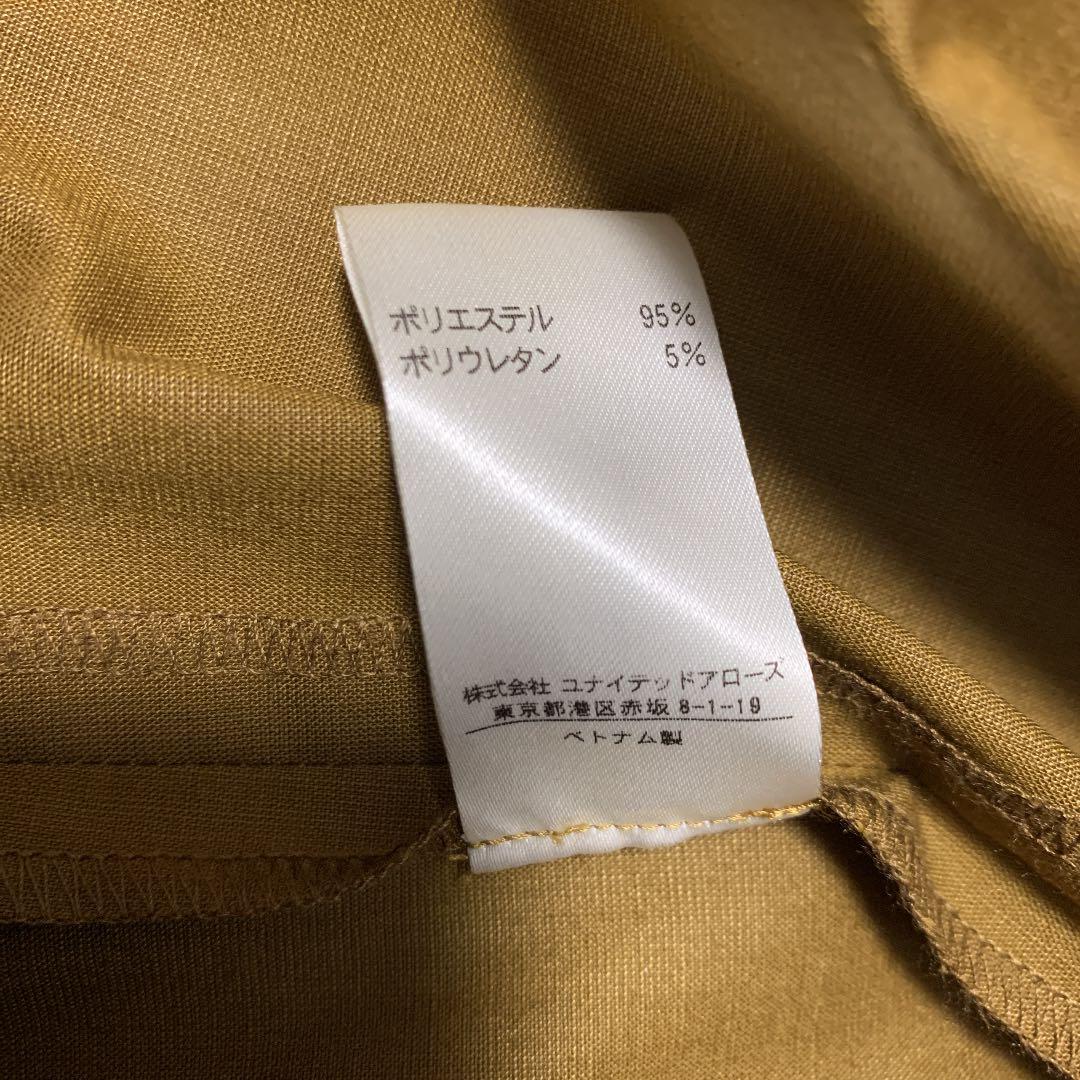 ポリエステル 95%
ポリウレタン 5%
株式会社 ユナイテッドアローズ
東京都港区赤坂 8-1-19
ベトナム製